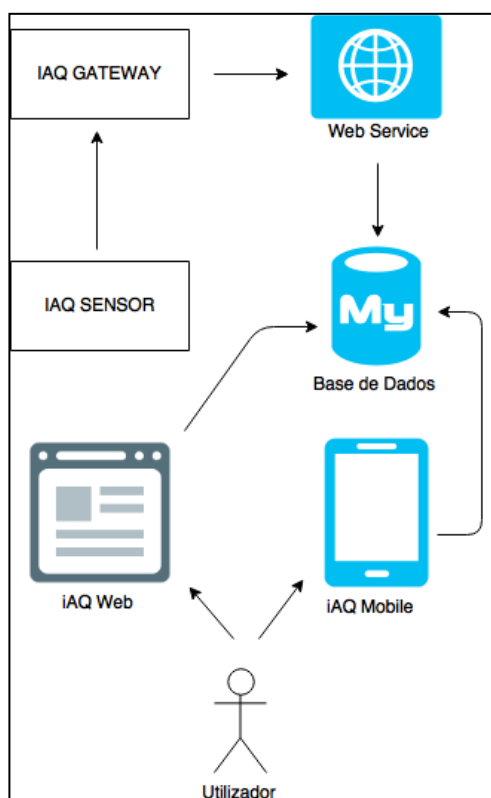 IAQ GATEWAY
Web Service
IAQ SENSOR
My
Base de Dados
iAQ Web
iAQ Mobile
Utilizador